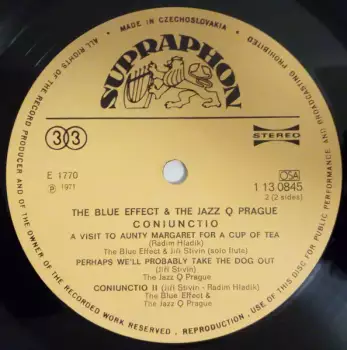 • MADE IN CZECHOSLOVAKIA •
ALL RIGHTS OF THE RECORD PRODUCER AND OF THE OWNER OF THE RECORDED WORK RESERVED . REPRODUCTION . USE OF THIS DISC FOR PUBLIC PERFORMANCE AND BROADCASTING PROHIBITED
SUPRAPHON
33
STEREO
E 1770
℗ 1971
OSA
1 13 0845
2 (2 sides)
THE BLUE EFFECT & THE JAZZ Q PRAGUE
CONIUNCTIO
A VISIT TO AUNTY MARGARET FOR A CUP OF TEA
(Radim Hladík)
The Blue Effect & Jiří Stivín (solo fluta)
PERHAPS WE'LL PROBABLY TAKE THE DOG OUT
(Jiří Stivín)
The Jazz Q Prague
CONIUNCTIO II (Jiří Stivín - Radim Hladík)
The Blue Effect &
The Jazz Q Prague